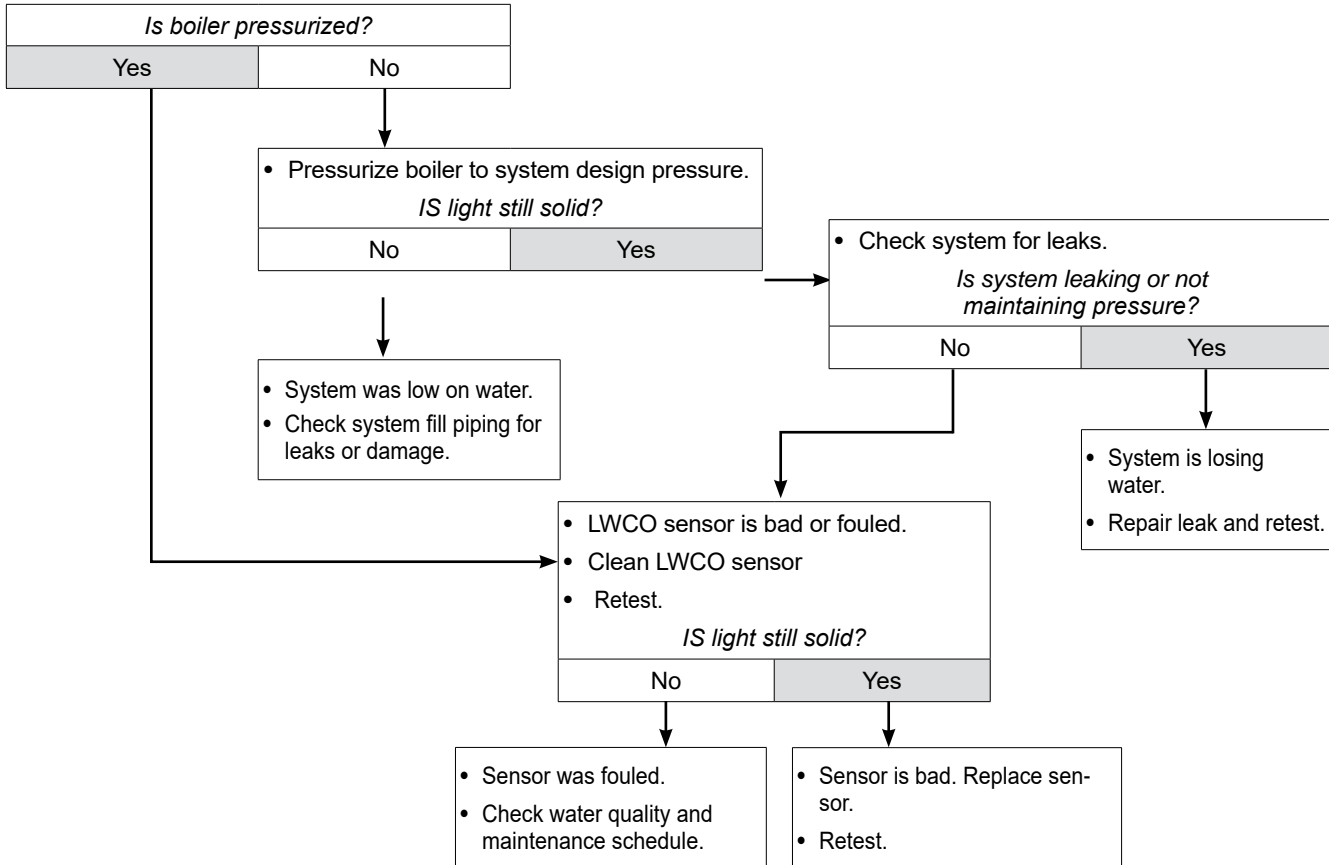 Is boiler pressurized?
Yes
No
• Pressurize boiler to system design pressure.
IS light still solid?
No
Yes
• Check system for leaks.
Is system leaking or not
maintaining pressure?
No
Yes
• System was low on water.
• Check system fill piping for
leaks or damage.
• System is losing
water.
• Repair leak and retest.
• LWCO sensor is bad or fouled.
• Clean LWCO sensor
• Retest.
IS light still solid?
No
Yes
• Sensor was fouled.
• Check water quality and
maintenance schedule.
• Sensor is bad. Replace sen-
sor.
• Retest.